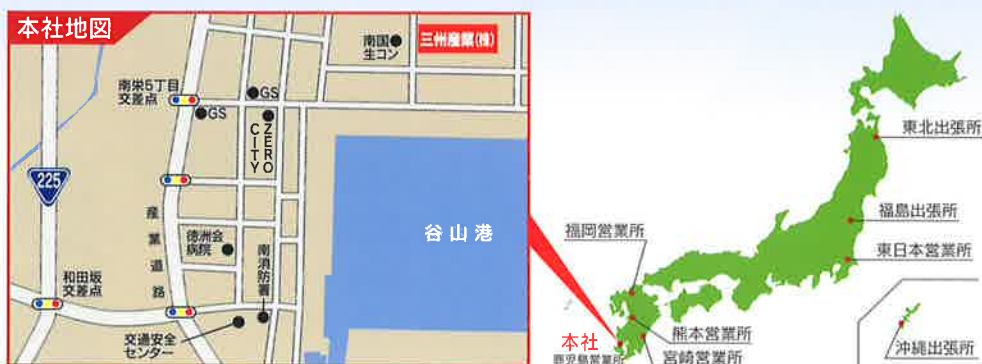 本社地図
南国
生コン
三州産業(株)
南栄5丁目
交差点
GS
GS
ZERO
CITY
225
産業道路
徳洲会
病院
南消防署
谷山港
和田坂
交差点
交通安全
センター
東北出張所
福島出張所
東日本営業所
福岡営業所
熊本営業所
本社
鹿児島営業所
宮崎営業所
沖縄出張所